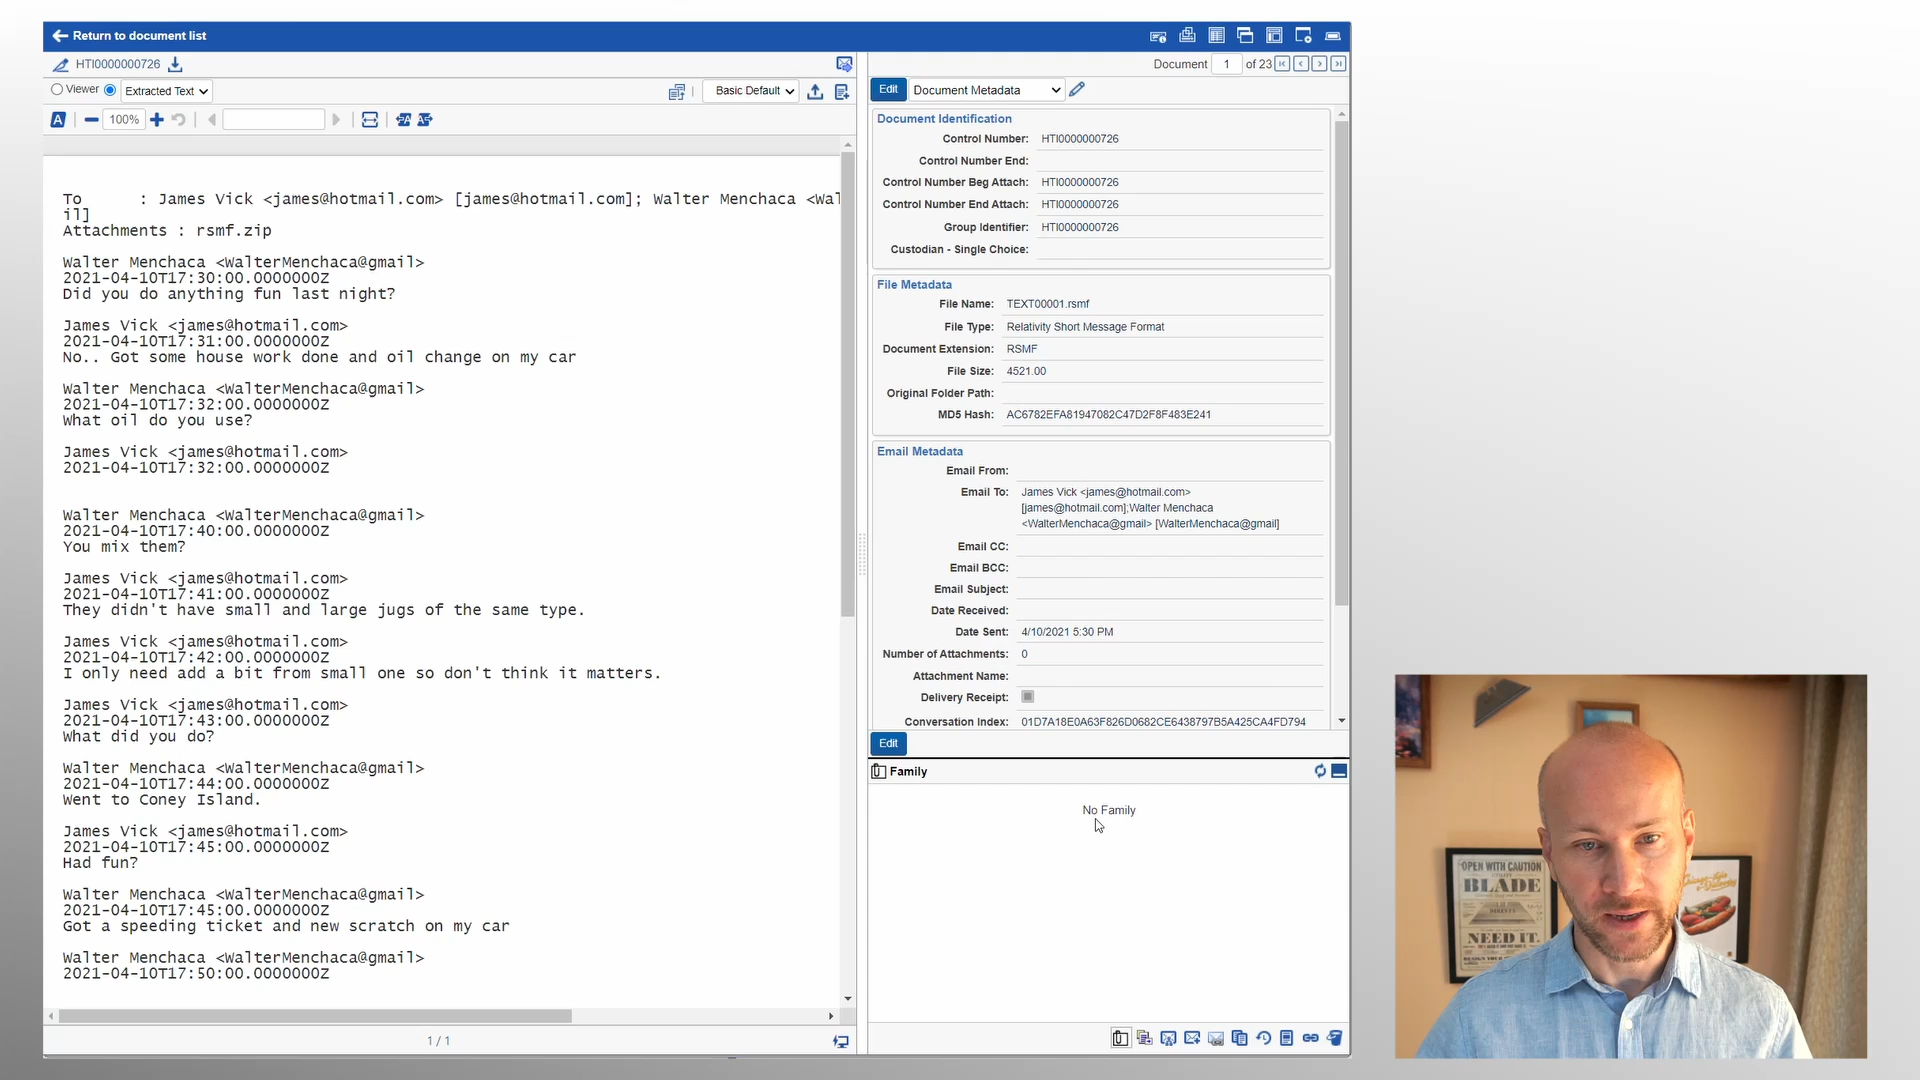 Return to document list
HTI0000000726
Viewer
Extracted Text
Basic Default
100%
To      : James Vick <james@hotmail.com> [james@hotmail.com]; Walter Menchaca <Wal
il]
Attachments : rsmf.zip
Walter Menchaca <WalterMenchaca@gmail>
2021-04-10T17:30:00.0000000Z
Did you do anything fun last night?
James Vick <james@hotmail.com>
2021-04-10T17:31:00.0000000Z
No.. Got some house work done and oil change on my car
Walter Menchaca <WalterMenchaca@gmail>
2021-04-10T17:32:00.0000000Z
What oil do you use?
James Vick <james@hotmail.com>
2021-04-10T17:32:00.0000000Z
Walter Menchaca <WalterMenchaca@gmail>
2021-04-10T17:40:00.0000000Z
You mix them?
James Vick <james@hotmail.com>
2021-04-10T17:41:00.0000000Z
They didn't have small and large jugs of the same type.
James Vick <james@hotmail.com>
2021-04-10T17:42:00.0000000Z
I only need add a bit from small one so don't think it matters.
James Vick <james@hotmail.com>
2021-04-10T17:43:00.0000000Z
What did you do?
Walter Menchaca <WalterMenchaca@gmail>
2021-04-10T17:44:00.0000000Z
Went to Coney Island.
James Vick <james@hotmail.com>
2021-04-10T17:45:00.0000000Z
Had fun?
Walter Menchaca <WalterMenchaca@gmail>
2021-04-10T17:45:00.0000000Z
Got a speeding ticket and new scratch on my car
Walter Menchaca <WalterMenchaca@gmail>
2021-04-10T17:50:00.0000000Z
1 / 1
Document 1 of 23
Edit Document Metadata
Document Identification
Control Number: HTI0000000726
Control Number End:
Control Number Beg Attach: HTI0000000726
Control Number End Attach: HTI0000000726
Group Identifier: HTI0000000726
Custodian - Single Choice:
File Metadata
File Name: TEXT00001.rsmf
File Type: Relativity Short Message Format
Document Extension: RSMF
File Size: 4521.00
Original Folder Path:
MD5 Hash: AC6782EFA81947082C47D2F8F483E241
Email Metadata
Email From:
Email To: James Vick <james@hotmail.com>
[james@hotmail.com];Walter Menchaca
<WalterMenchaca@gmail> [WalterMenchaca@gmail]
Email CC:
Email BCC:
Email Subject:
Date Received:
Date Sent: 4/10/2021 5:30 PM
Number of Attachments: 0
Attachment Name:
Delivery Receipt:
Conversation Index: 01D7A18E0A63F826D0682CE6438797B5A425CA4FD794
Edit
Family
No Family
OPEN WITH CAUTION
BLADE
NEED IT.